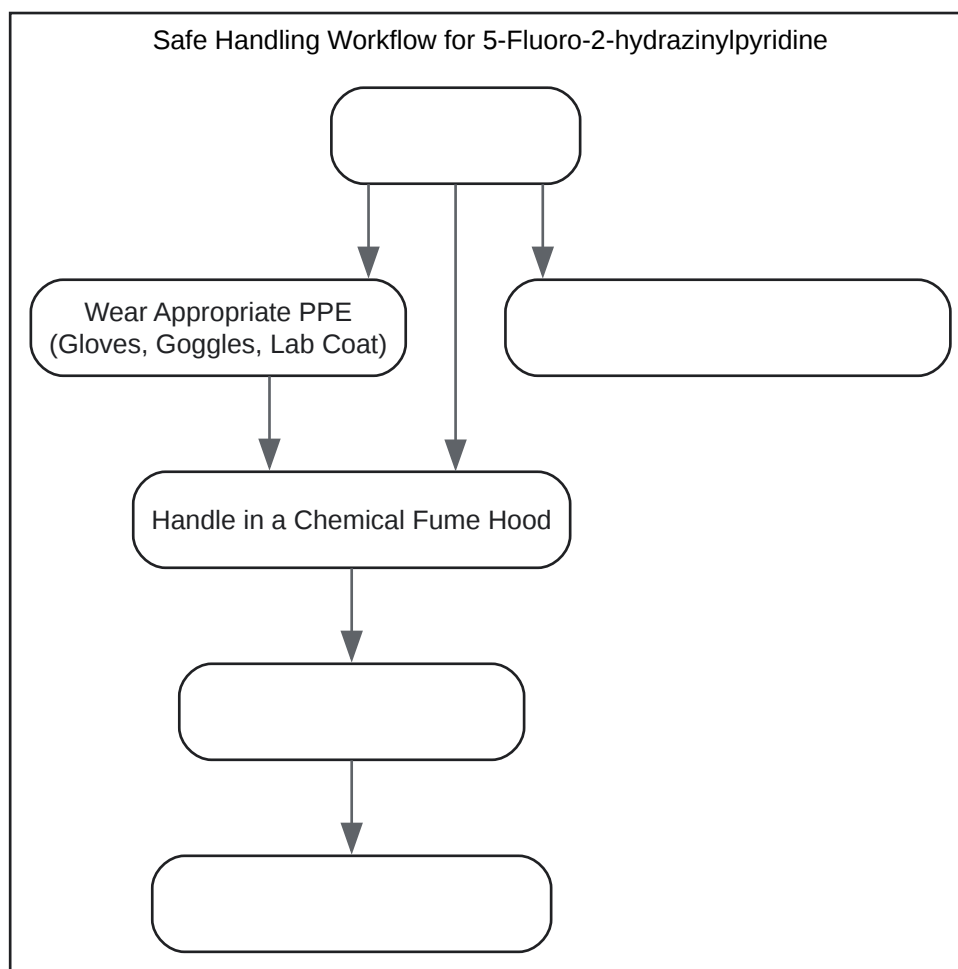 Safe Handling Workflow for 5-Fluoro-2-hydrazinylpyridine
Wear Appropriate PPE
(Gloves, Goggles, Lab Coat)
Handle in a Chemical Fume Hood